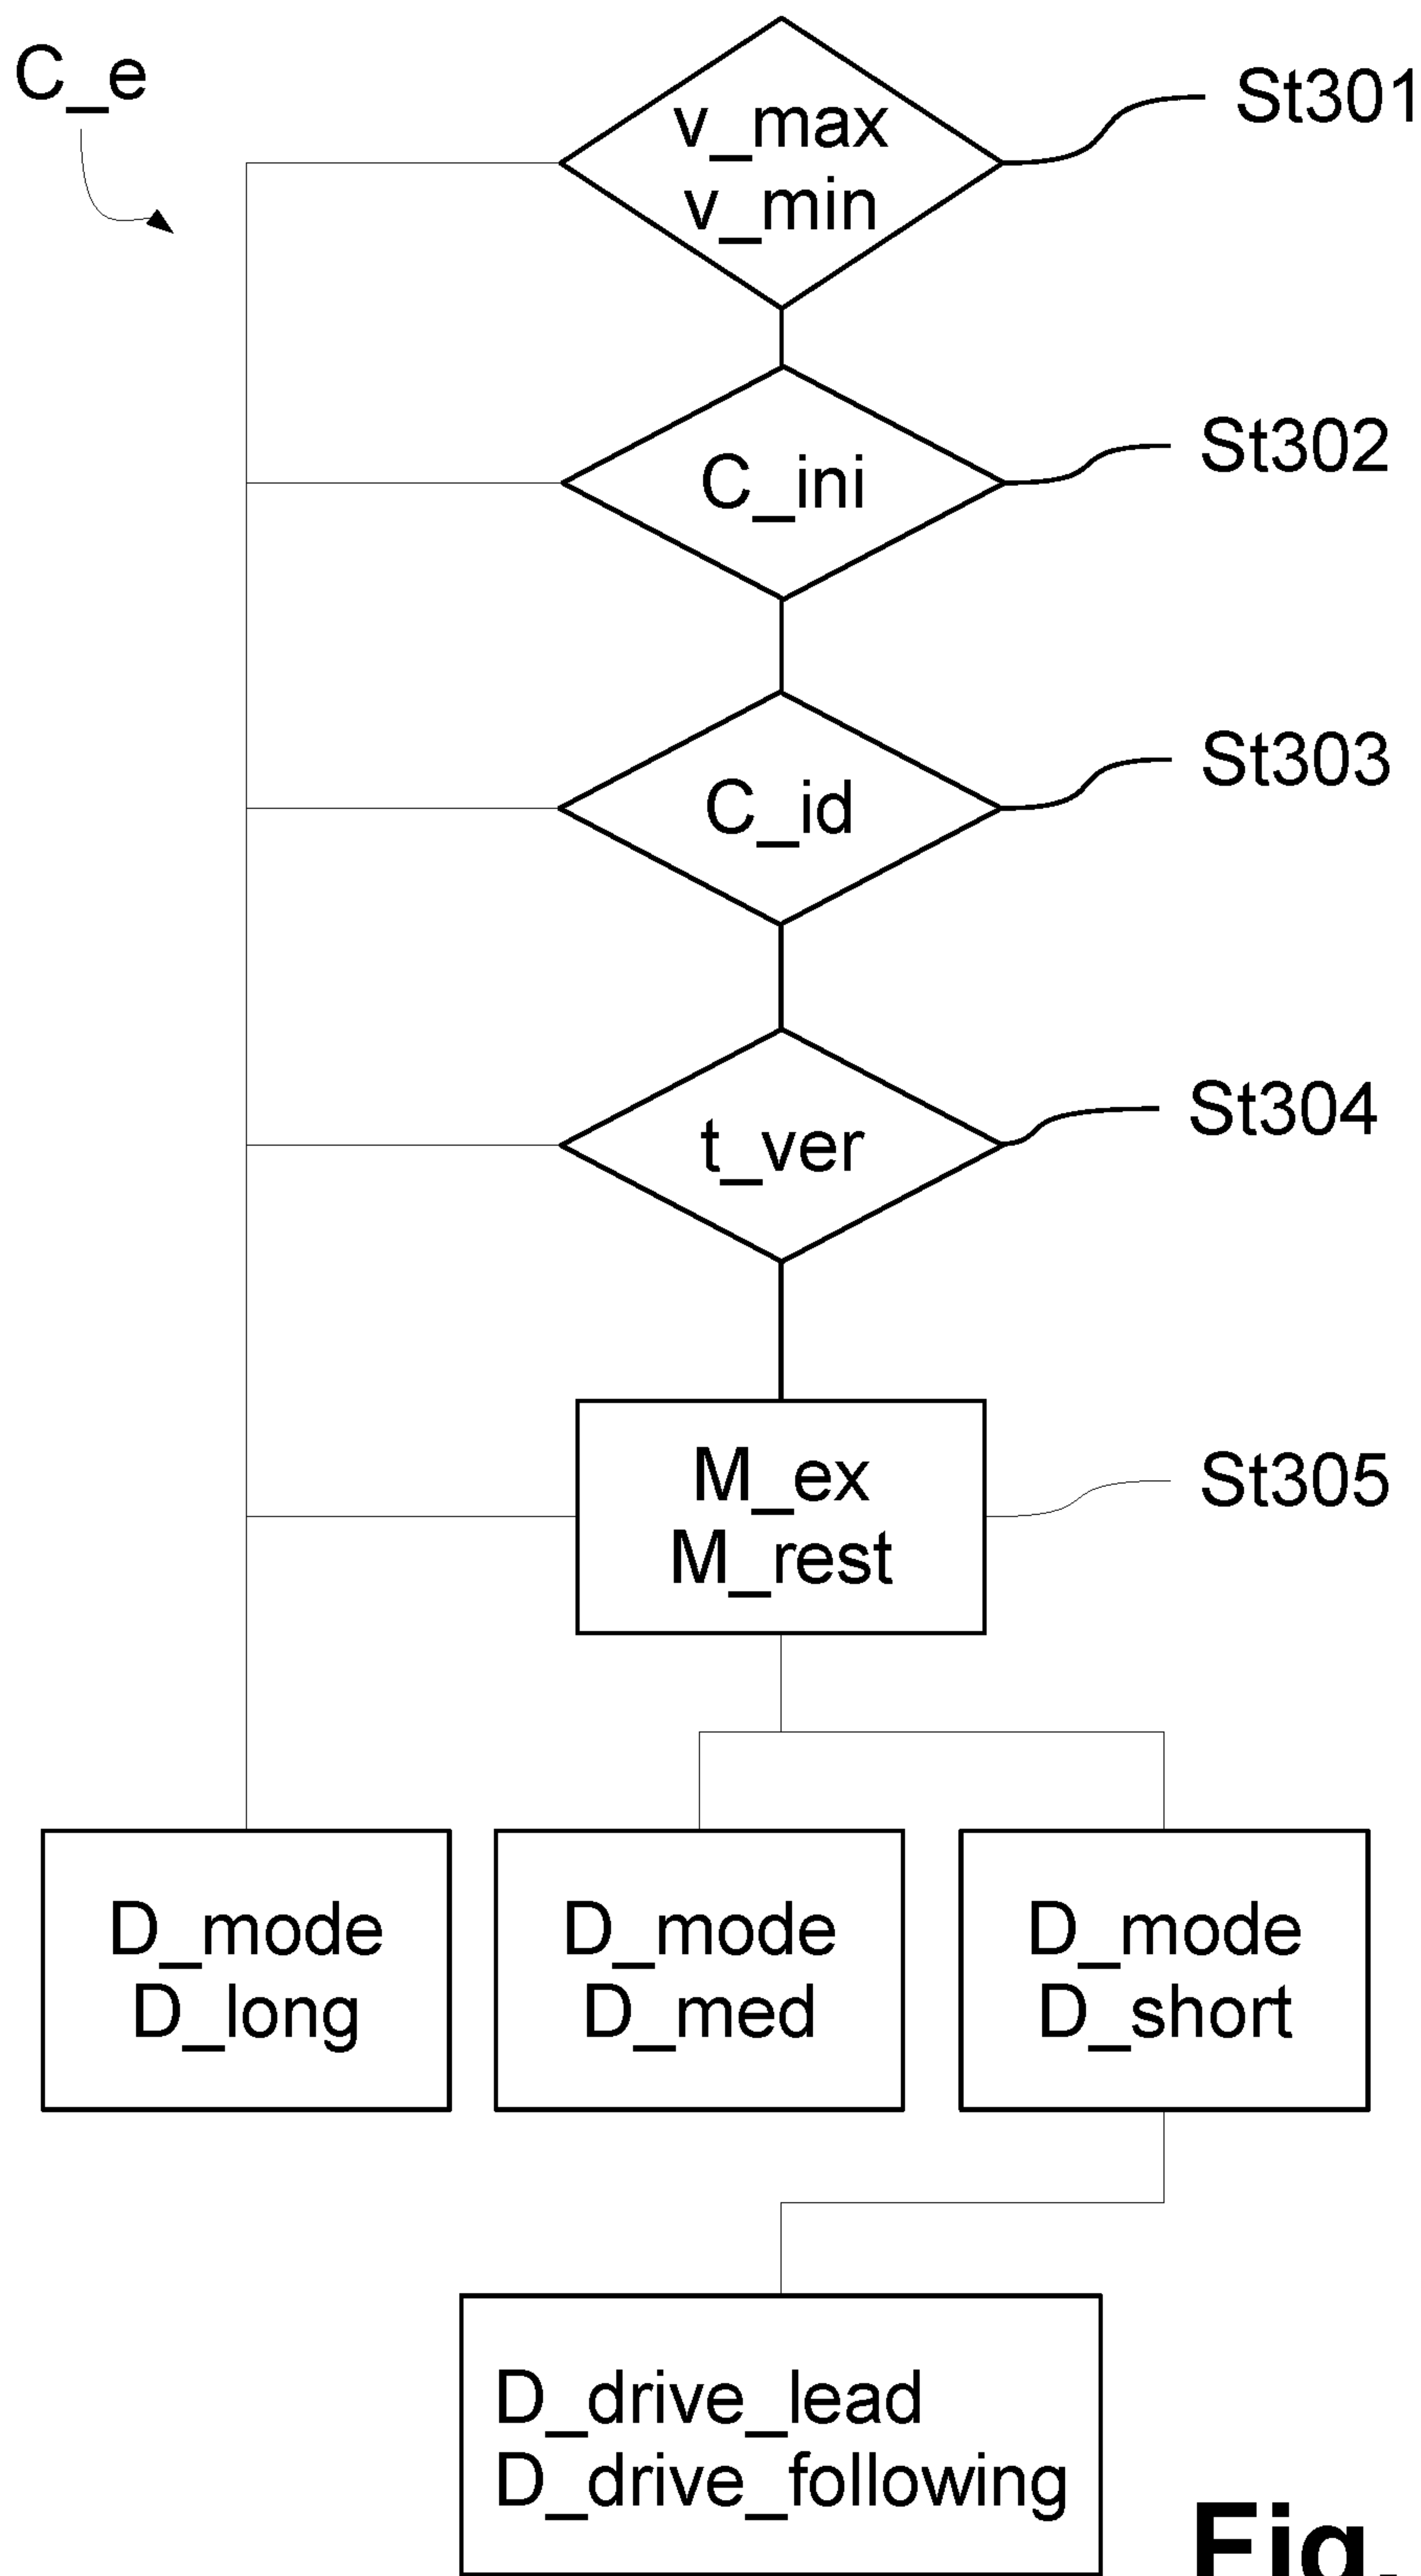 C_e
v_max
v_min
St301
C_ini
St302
C_id
St303
t_ver
St304
M_ex
M_rest
St305
D_mode
D_long
D_mode
D_med
D_mode
D_short
D_drive_lead
D_drive_following
Fig.